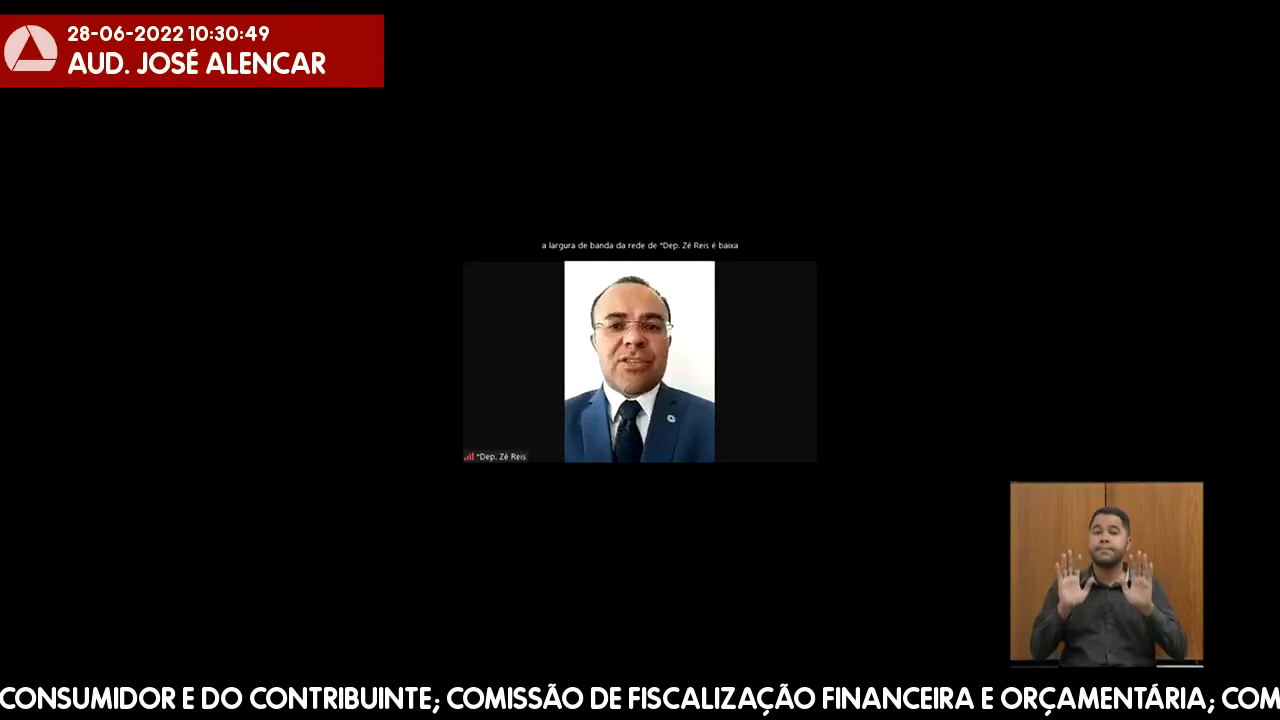 28-06-2022 10:30:49
AUD. JOSÉ ALENCAR
a largura de banda da rede de "Dep. Zé Reis é baixa
"Dep. Zé Reis
CONSUMIDOR E DO CONTRIBUINTE; COMISSÃO DE FISCALIZAÇÃO FINANCEIRA E ORÇAMENTÁRIA; COM